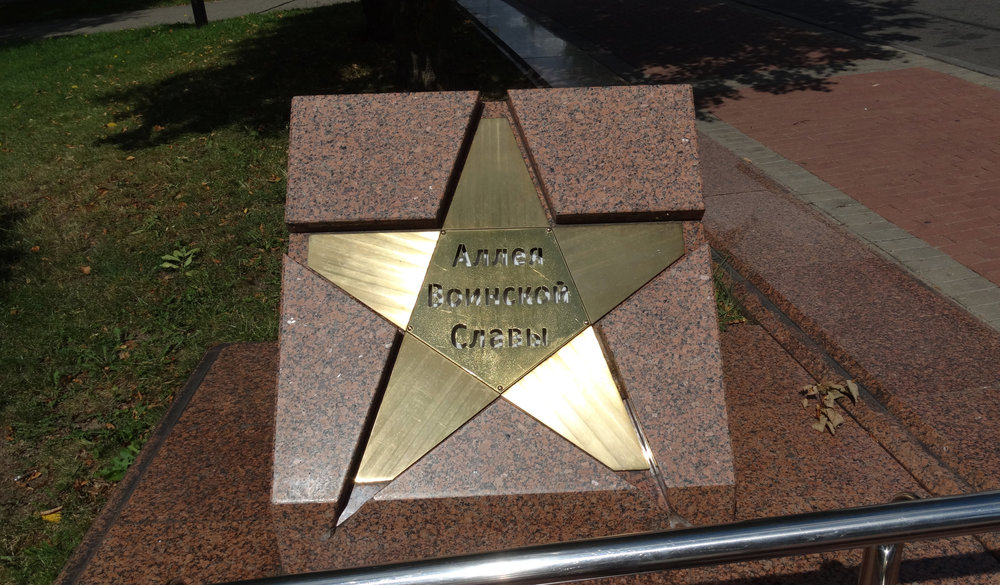 Аллея
Воинской
Славы